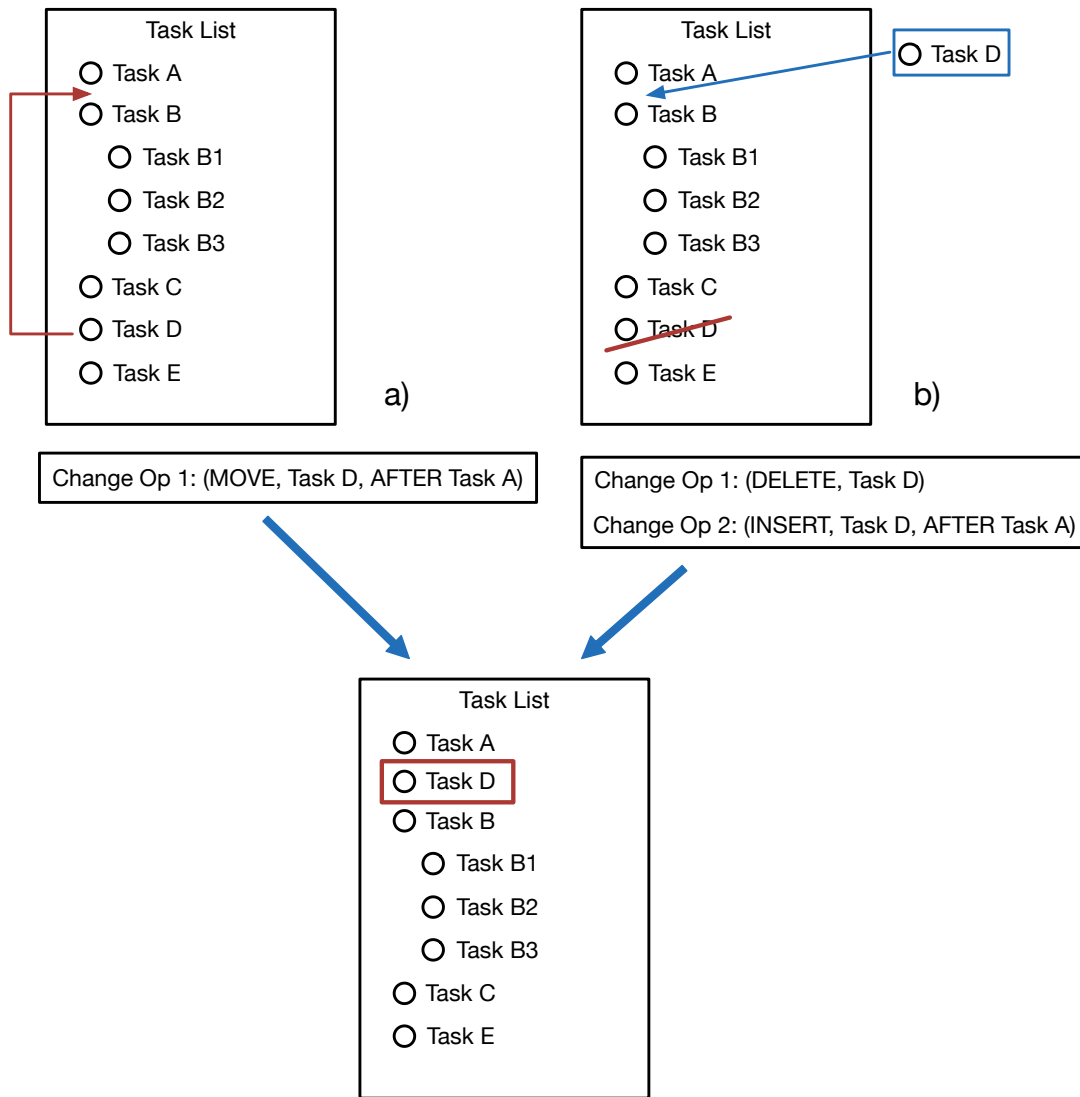 Task List
Task A
Task B
Task B1
Task B2
Task B3
Task C
Task D
Task E
a)
Change Op 1: (MOVE, Task D, AFTER Task A)
Task List
Task D
Task A
Task B
Task B1
Task B2
Task B3
Task C
Task D
Task E
b)
Change Op 1: (DELETE, Task D)
Change Op 2: (INSERT, Task D, AFTER Task A)
Task List
Task A
Task D
Task B
Task B1
Task B2
Task B3
Task C
Task E